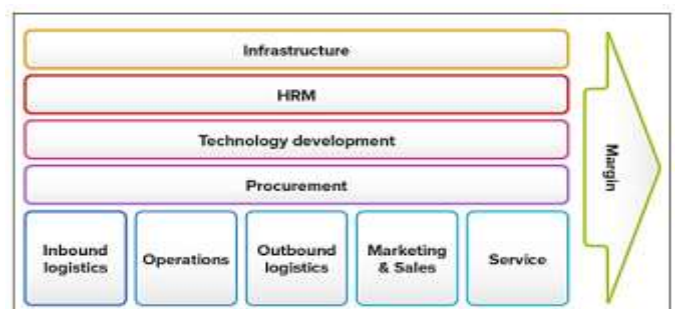 Infrastructure
HRM
Technology development
Procurement
Margin
Inbound
logistics
Operations
Outbound
logistics
Marketing
& Sales
Service